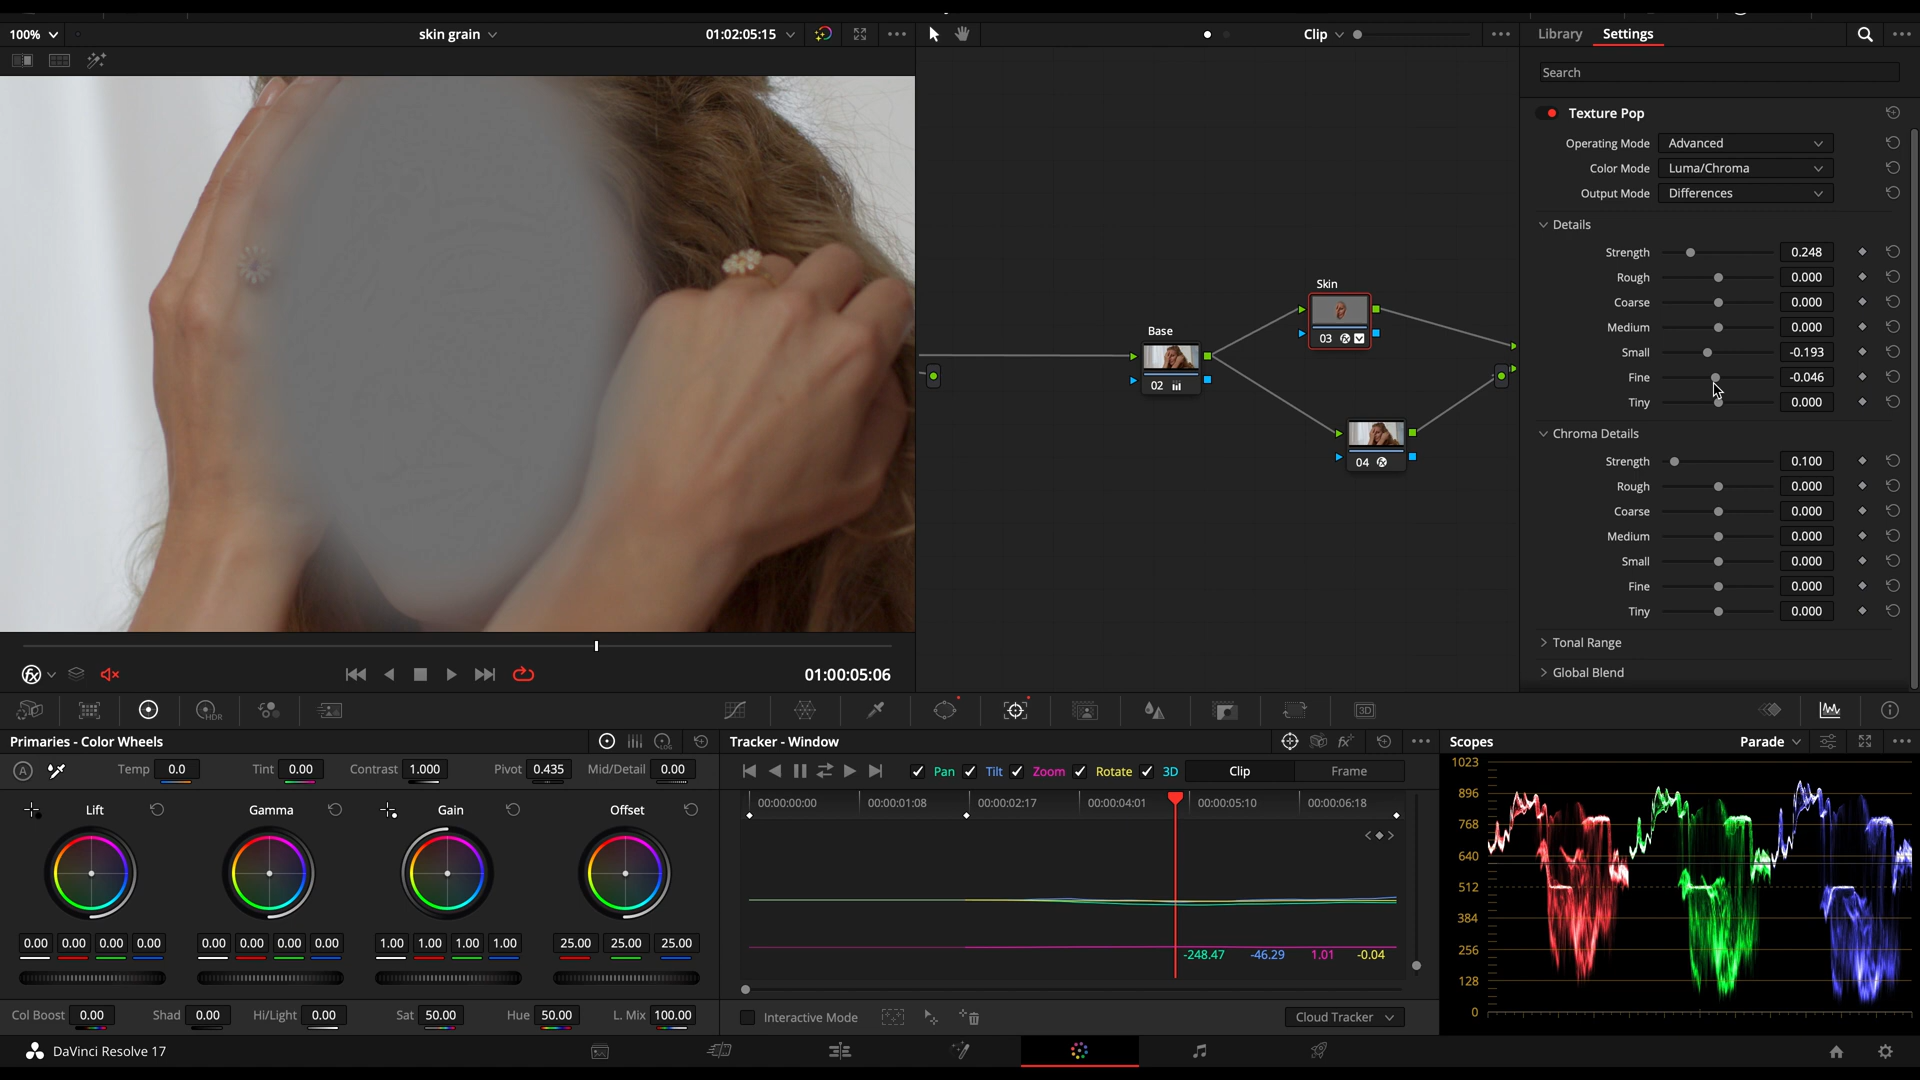 100%
skin grain
01:02:05:15
Clip
Library
Settings
Search
Texture Pop
Operating Mode
Advanced
Color Mode
Luma/Chroma
Output Mode
Differences
Details
Strength
0.248
Rough
0.000
Coarse
0.000
Medium
0.000
Small
-0.193
Fine
-0.046
Tiny
0.000
Chroma Details
Strength
0.100
Rough
0.000
Coarse
0.000
Medium
0.000
Small
0.000
Fine
0.000
Tiny
0.000
Tonal Range
Global Blend
Skin
03
Base
02
04
fx
01:00:05:06
HDR
3D
Primaries - Color Wheels
LOG
A
Temp
0.0
Tint
0.00
Contrast
1.000
Pivot
0.435
Mid/Detail
0.00
Lift
Gamma
Gain
Offset
0.00 0.00 0.00 0.00
0.00 0.00 0.00 0.00
1.00 1.00 1.00 1.00
25.00 25.00 25.00
Col Boost
0.00
Shad
0.00
Hi/Light
0.00
Sat
50.00
Hue
50.00
L. Mix
100.00
Tracker - Window
fx
Pan
Tilt
Zoom
Rotate
3D
Clip
Frame
00:00:00:00
00:00:01:08
00:00:02:17
00:00:04:01
00:00:05:10
00:00:06:18
-248.47
-46.29
1.01
-0.04
Interactive Mode
Cloud Tracker
Scopes
Parade
1023
896
768
640
512
384
256
128
0
DaVinci Resolve 17